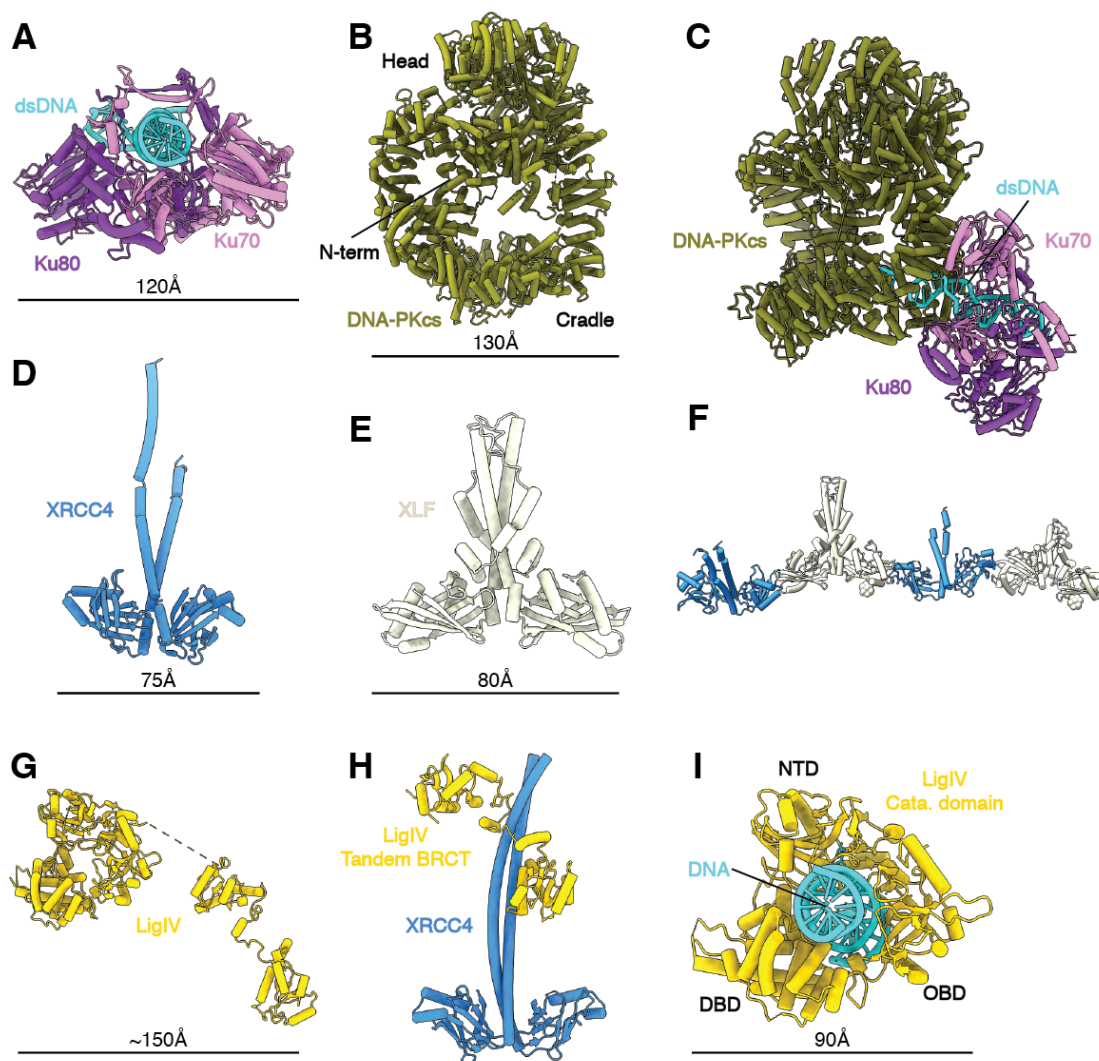 A
dsDNA
Ku70
Ku80
120Å
B
Head
N-term
DNA-PKcs
Cradle
130Å
C
dsDNA
DNA-PKcs
Ku70
Ku80
D
XRCC4
75Å
E
XLF
80Å
F
G
LigIV
~150Å
H
LigIV
Tandem BRCT
XRCC4
I
NTD
LigIV
Cata. domain
DNA
DBD
OBD
90Å